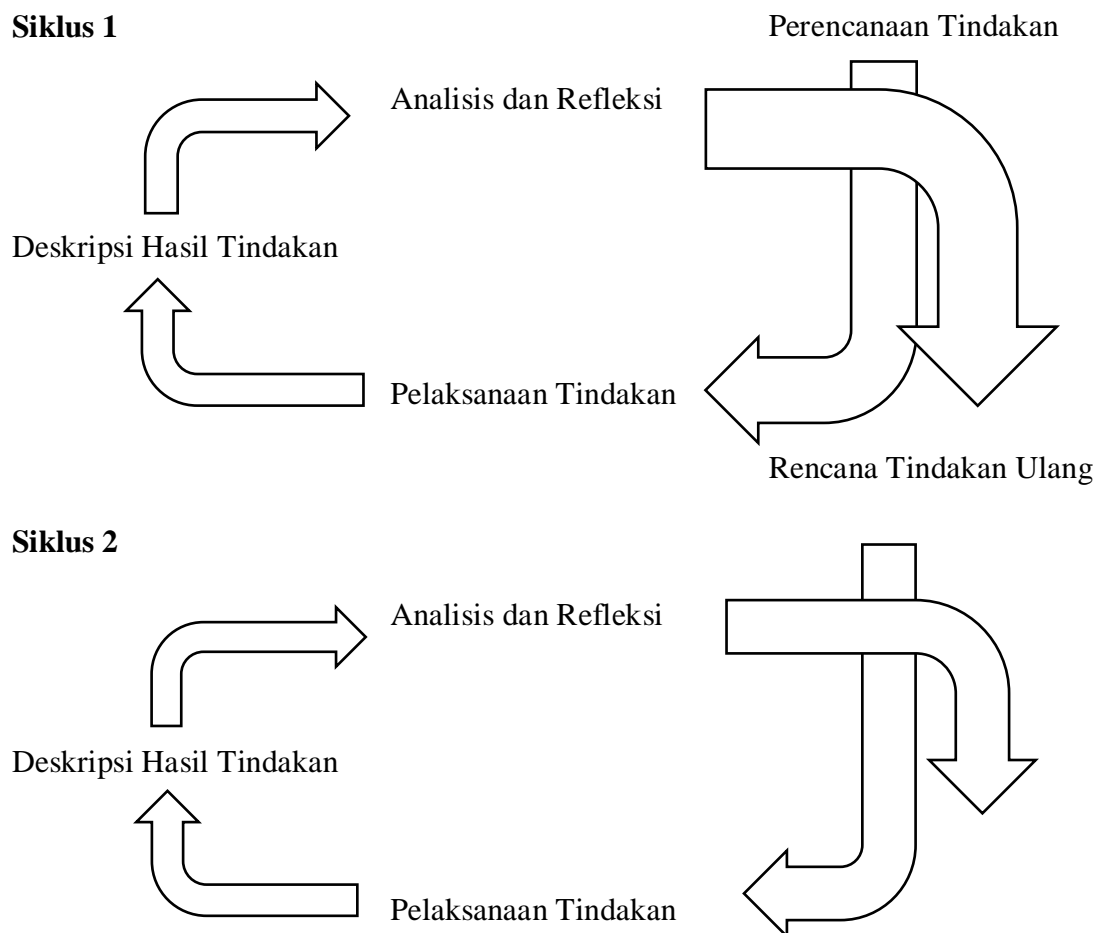 Siklus 1
Perencanaan Tindakan
Analisis dan Refleksi
Deskripsi Hasil Tindakan
Pelaksanaan Tindakan
Rencana Tindakan Ulang
Siklus 2
Analisis dan Refleksi
Deskripsi Hasil Tindakan
Pelaksanaan Tindakan